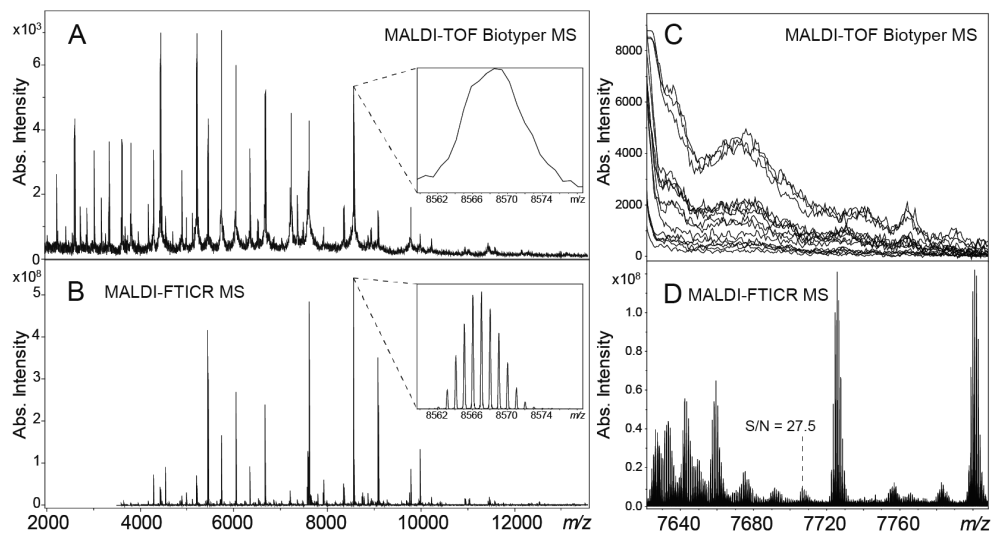 A
MALDI-TOF Biotyper MS
×10³
6
4
2
0
Abs. Intensity
8562 8566 8570 8574 m/z
B
MALDI-FTICR MS
×10⁸
5
4
3
2
1
0
Abs. Intensity
8562 8566 8570 8574 m/z
2000 4000 6000 8000 10000 12000 m/z
C
MALDI-TOF Biotyper MS
8000
6000
4000
2000
0
Abs. Intensity
D
MALDI-FTICR MS
×10⁸
1.0
0.8
0.6
0.4
0.2
0.0
Abs. Intensity
S/N = 27.5
7640 7680 7720 7760 m/z